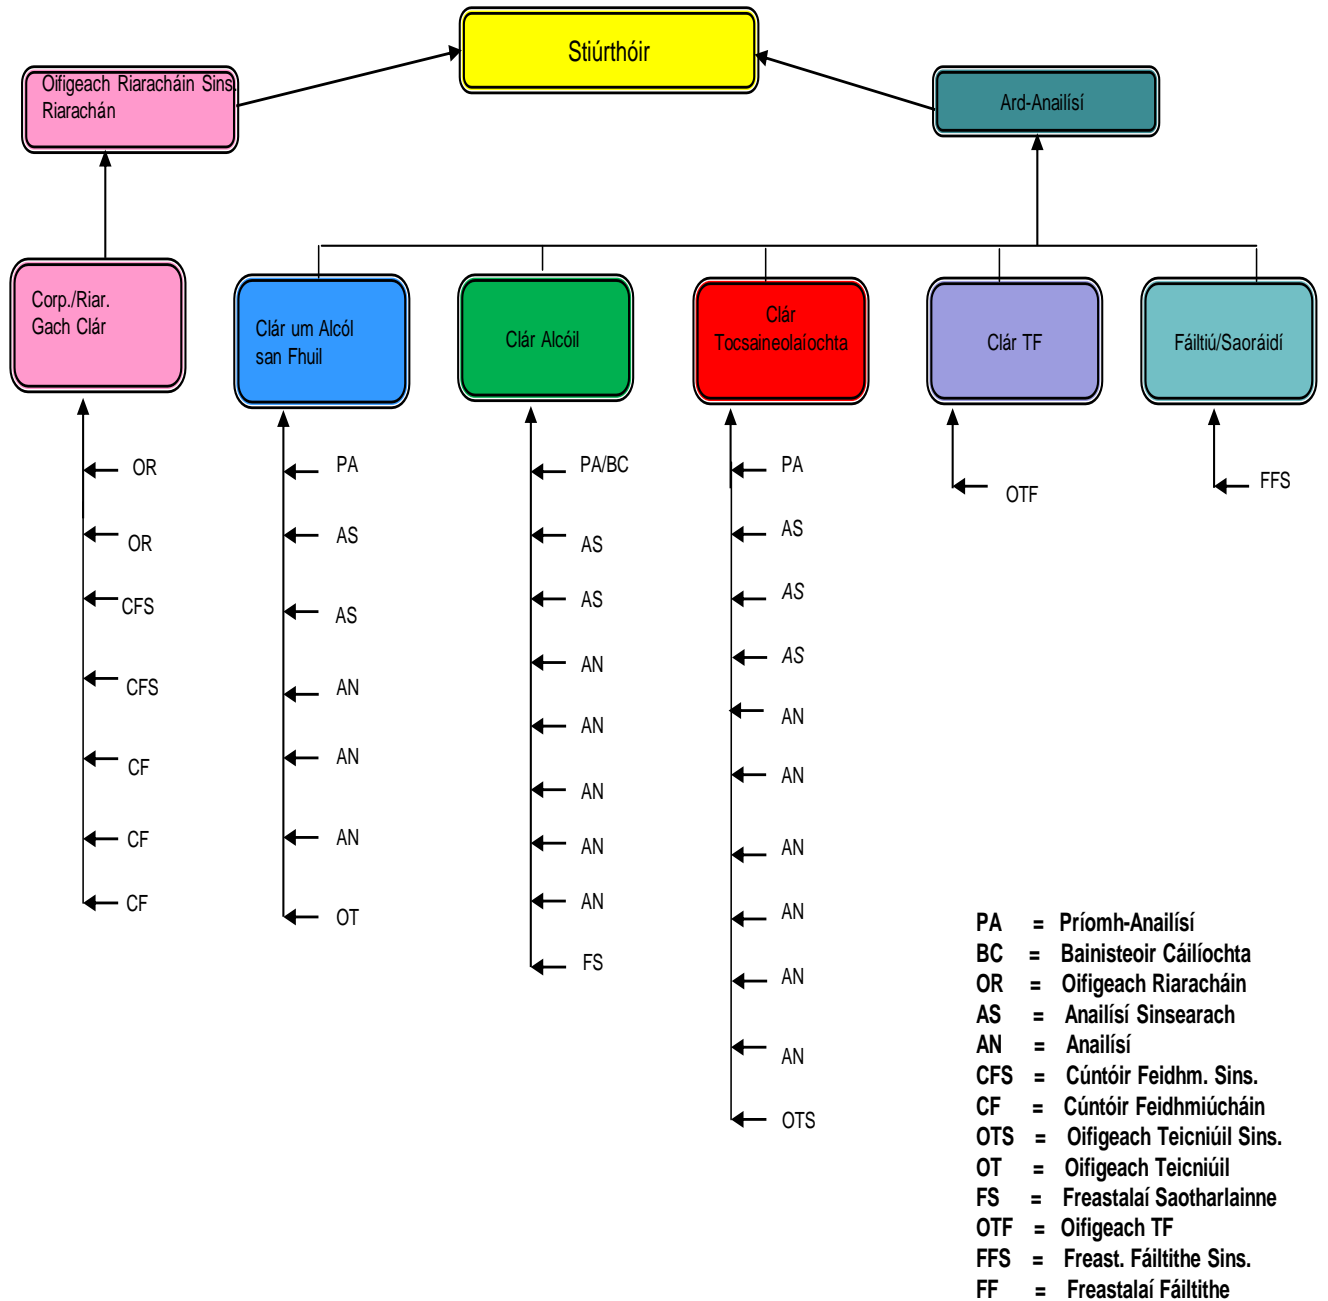 Stiúrthóir
Oifigeach Riaracháin Sins.
Riarachán
Ard-Anailísí
Corp./Riar.
Gach Clár
Clár um Alcól
san Fhuil
Clár Alcóil
Clár
Tocsaineolaíochta
Clár TF
Fáiltiú/Saoráidí
OR
OR
CFS
CFS
CF
CF
CF
PA
AS
AS
AN
AN
AN
OT
PA/BC
AS
AS
AN
AN
AN
AN
AN
FS
PA
AS
AS
AS
AN
AN
AN
AN
AN
AN
OTS
OTF
FFS
PA = Príomh-Anailísí
BC = Bainisteoir Cáilíochta
OR = Oifigeach Riaracháin
AS = Anailísí Sinsearach
AN = Anailísí
CFS = Cúntóir Feidhm. Sins.
CF = Cúntóir Feidhmiúcháin
OTS = Oifigeach Teicniúil Sins.
OT = Oifigeach Teicniúil
FS = Freastalaí Saotharlainne
OTF = Oifigeach TF
FFS = Freast. Fáiltithe Sins.
FF = Freastalaí Fáiltithe